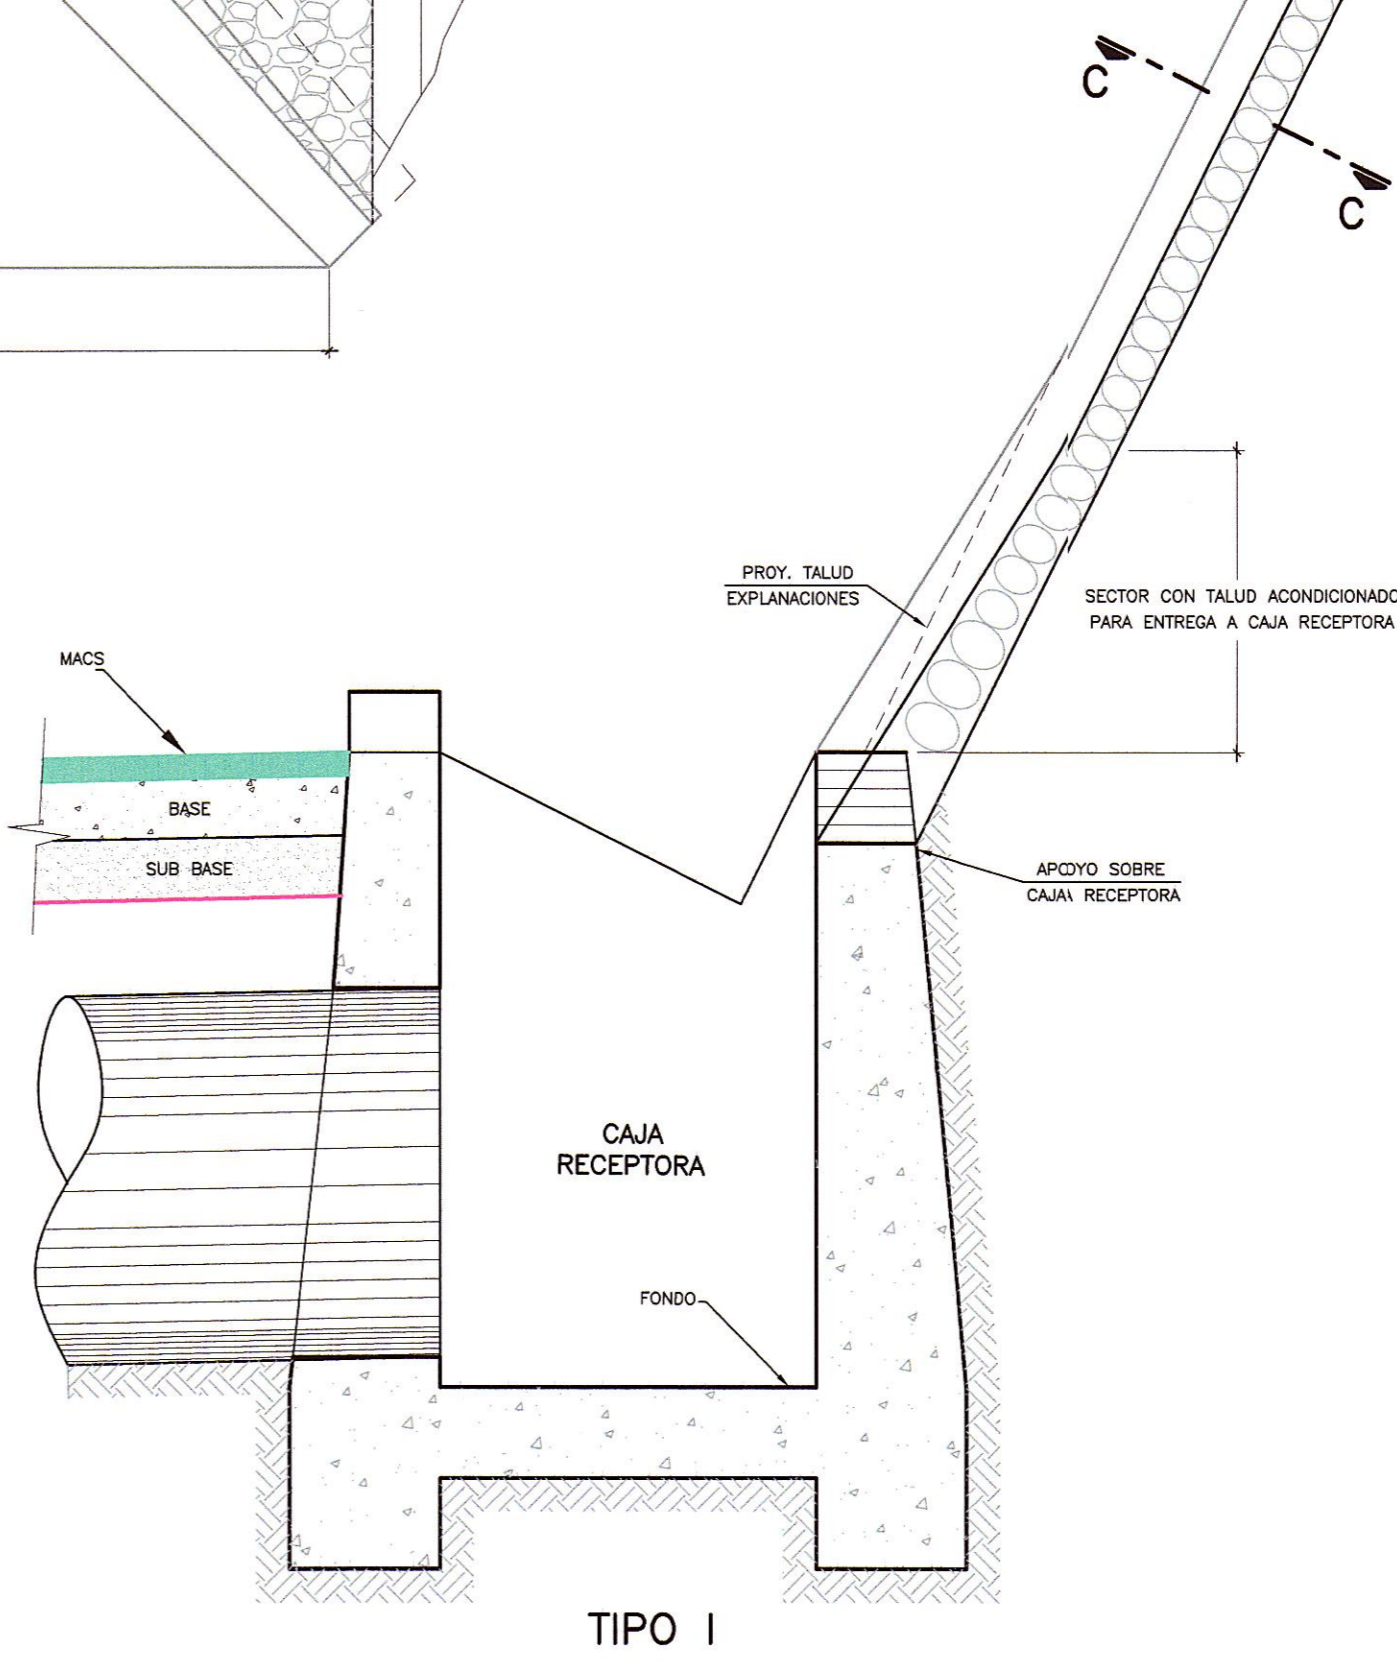 C
C
PROY. TALUD
EXPLANACIONES
SECTOR CON TALUD ACONDICIONADO
PARA ENTREGA A CAJA RECEPTORA
MACS
BASE
SUB BASE
APOYO SOBRE
CAJA RECEPTORA
CAJA
RECEPTORA
FONDO
TIPO I